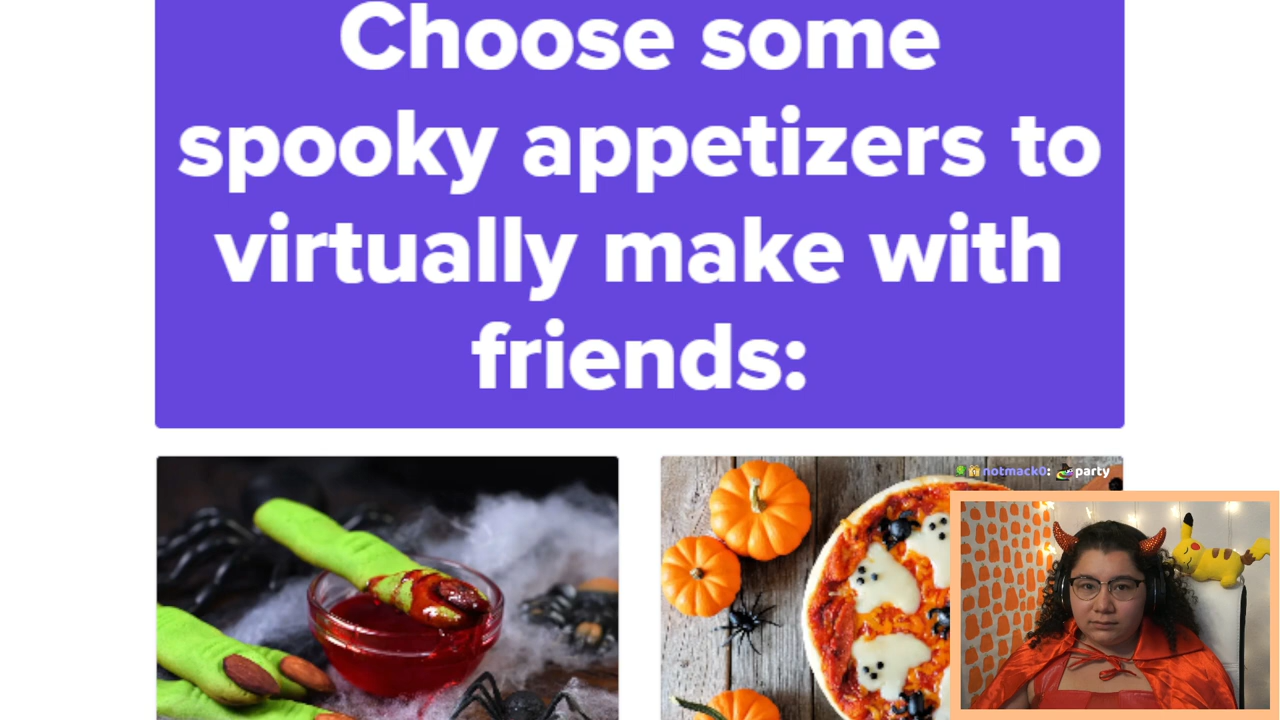 Choose some
spooky appetizers to
virtually make with
friends:
notmack0: party